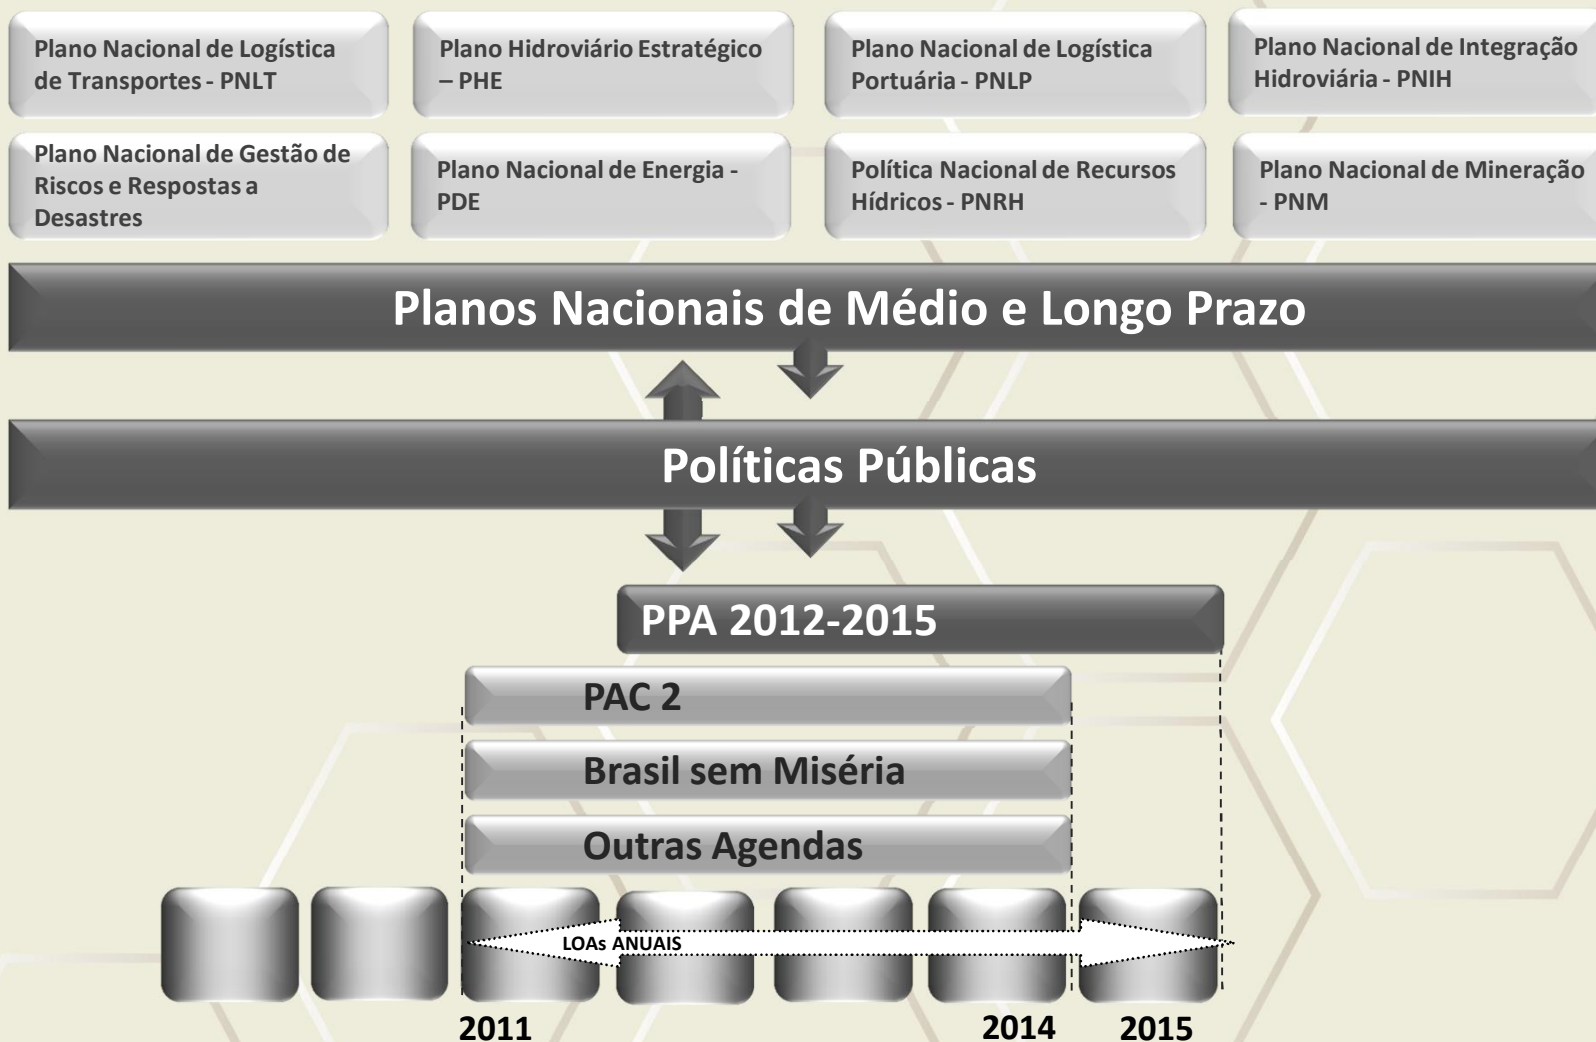 Plano Nacional de Logística
de Transportes - PNLT
Plano Hidroviário Estratégico
– PHE
Plano Nacional de Logística
Portuária - PNLP
Plano Nacional de Integração
Hidroviária - PNIH
Plano Nacional de Gestão de
Riscos e Respostas a
Desastres
Plano Nacional de Energia -
PDE
Política Nacional de Recursos
Hídricos - PNRH
Plano Nacional de Mineração
- PNM
Planos Nacionais de Médio e Longo Prazo
Políticas Públicas
PPA 2012-2015
PAC 2
Brasil sem Miséria
Outras Agendas
LOAs ANUAIS
2011
2014
2015